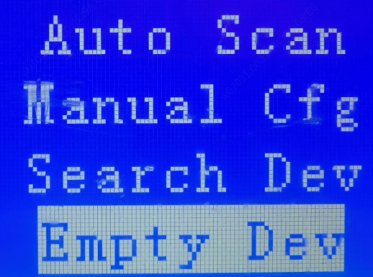 Auto Scan
Manual Cfg
Search Dev
Empty Dev